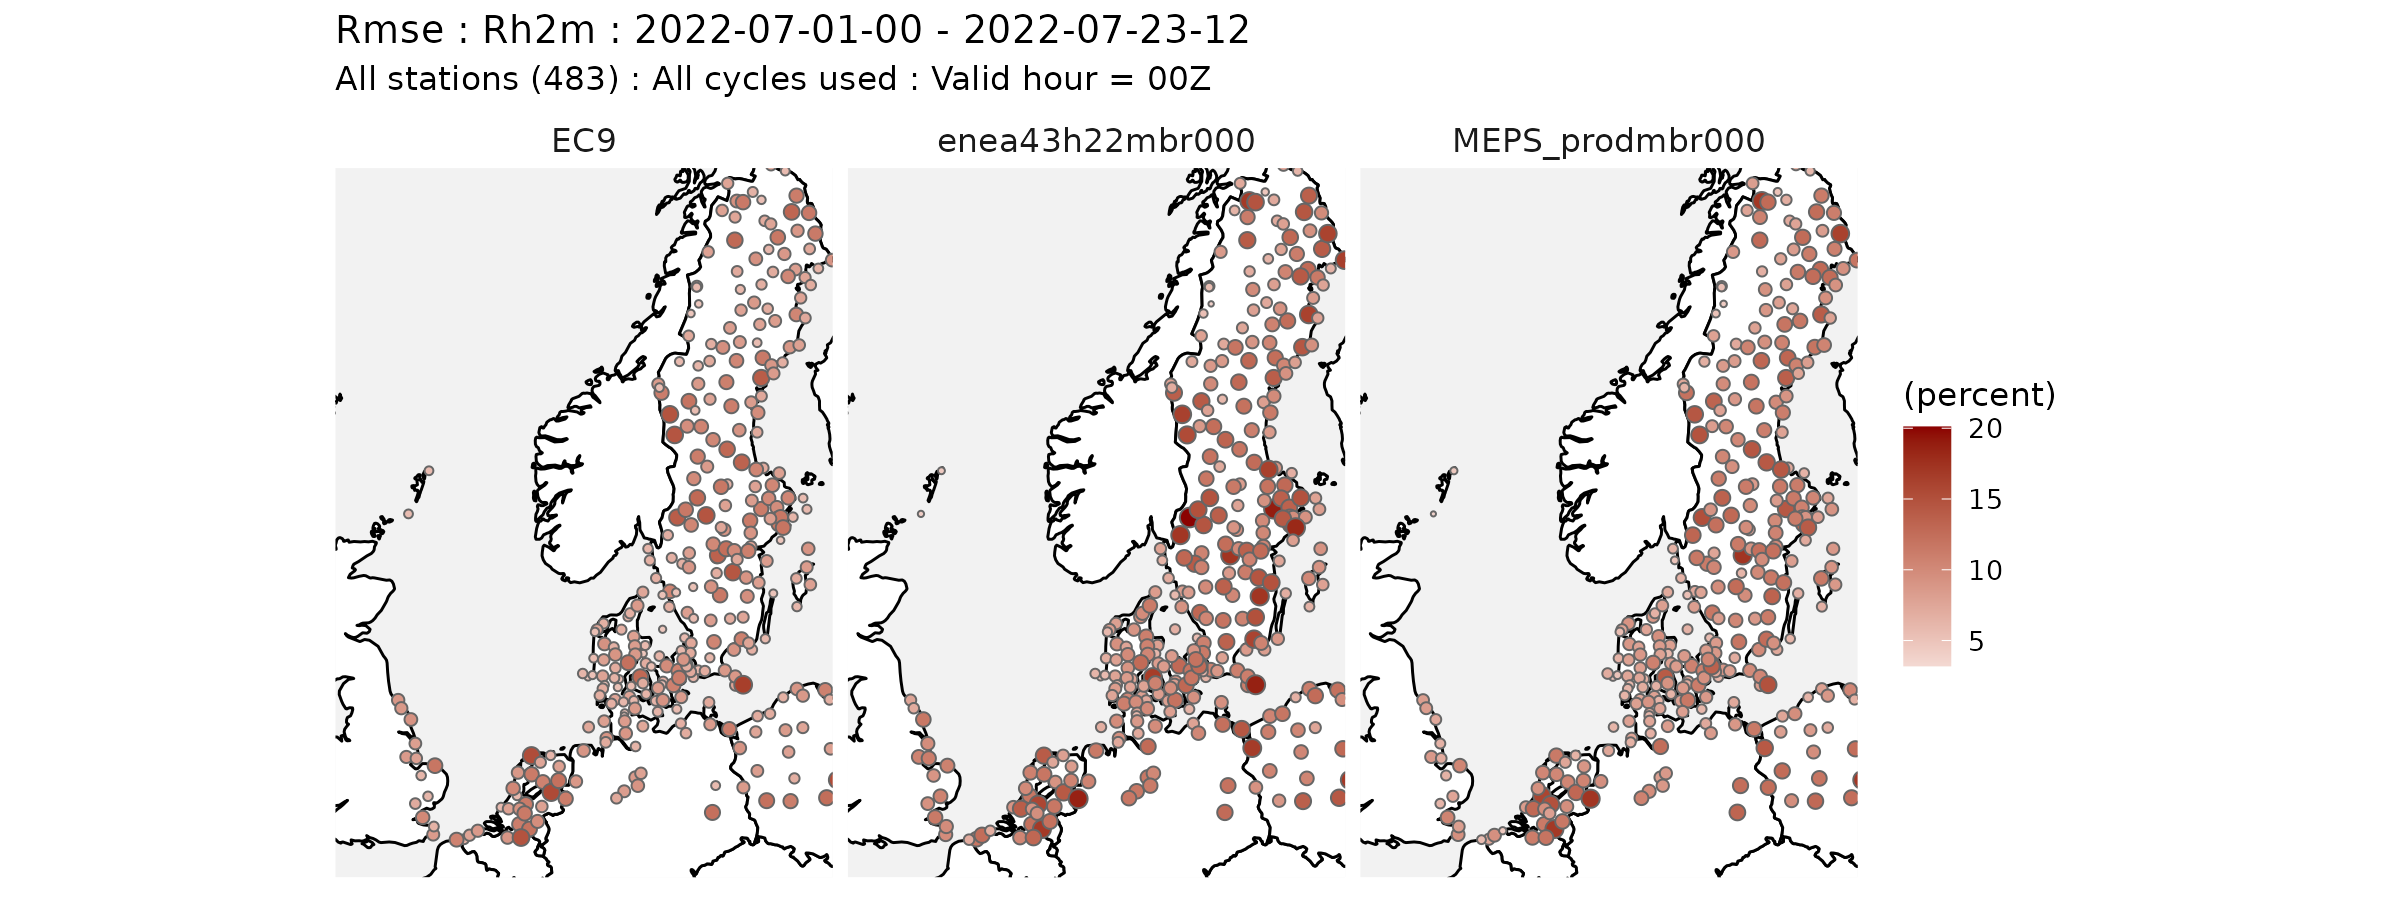 Rmse : Rh2m : 2022-07-01-00 - 2022-07-23-12
All stations (483) : All cycles used : Valid hour = 00Z
EC9
enea43h22mbr000
MEPS_prodmbr000
(percent)
20
15
10
5